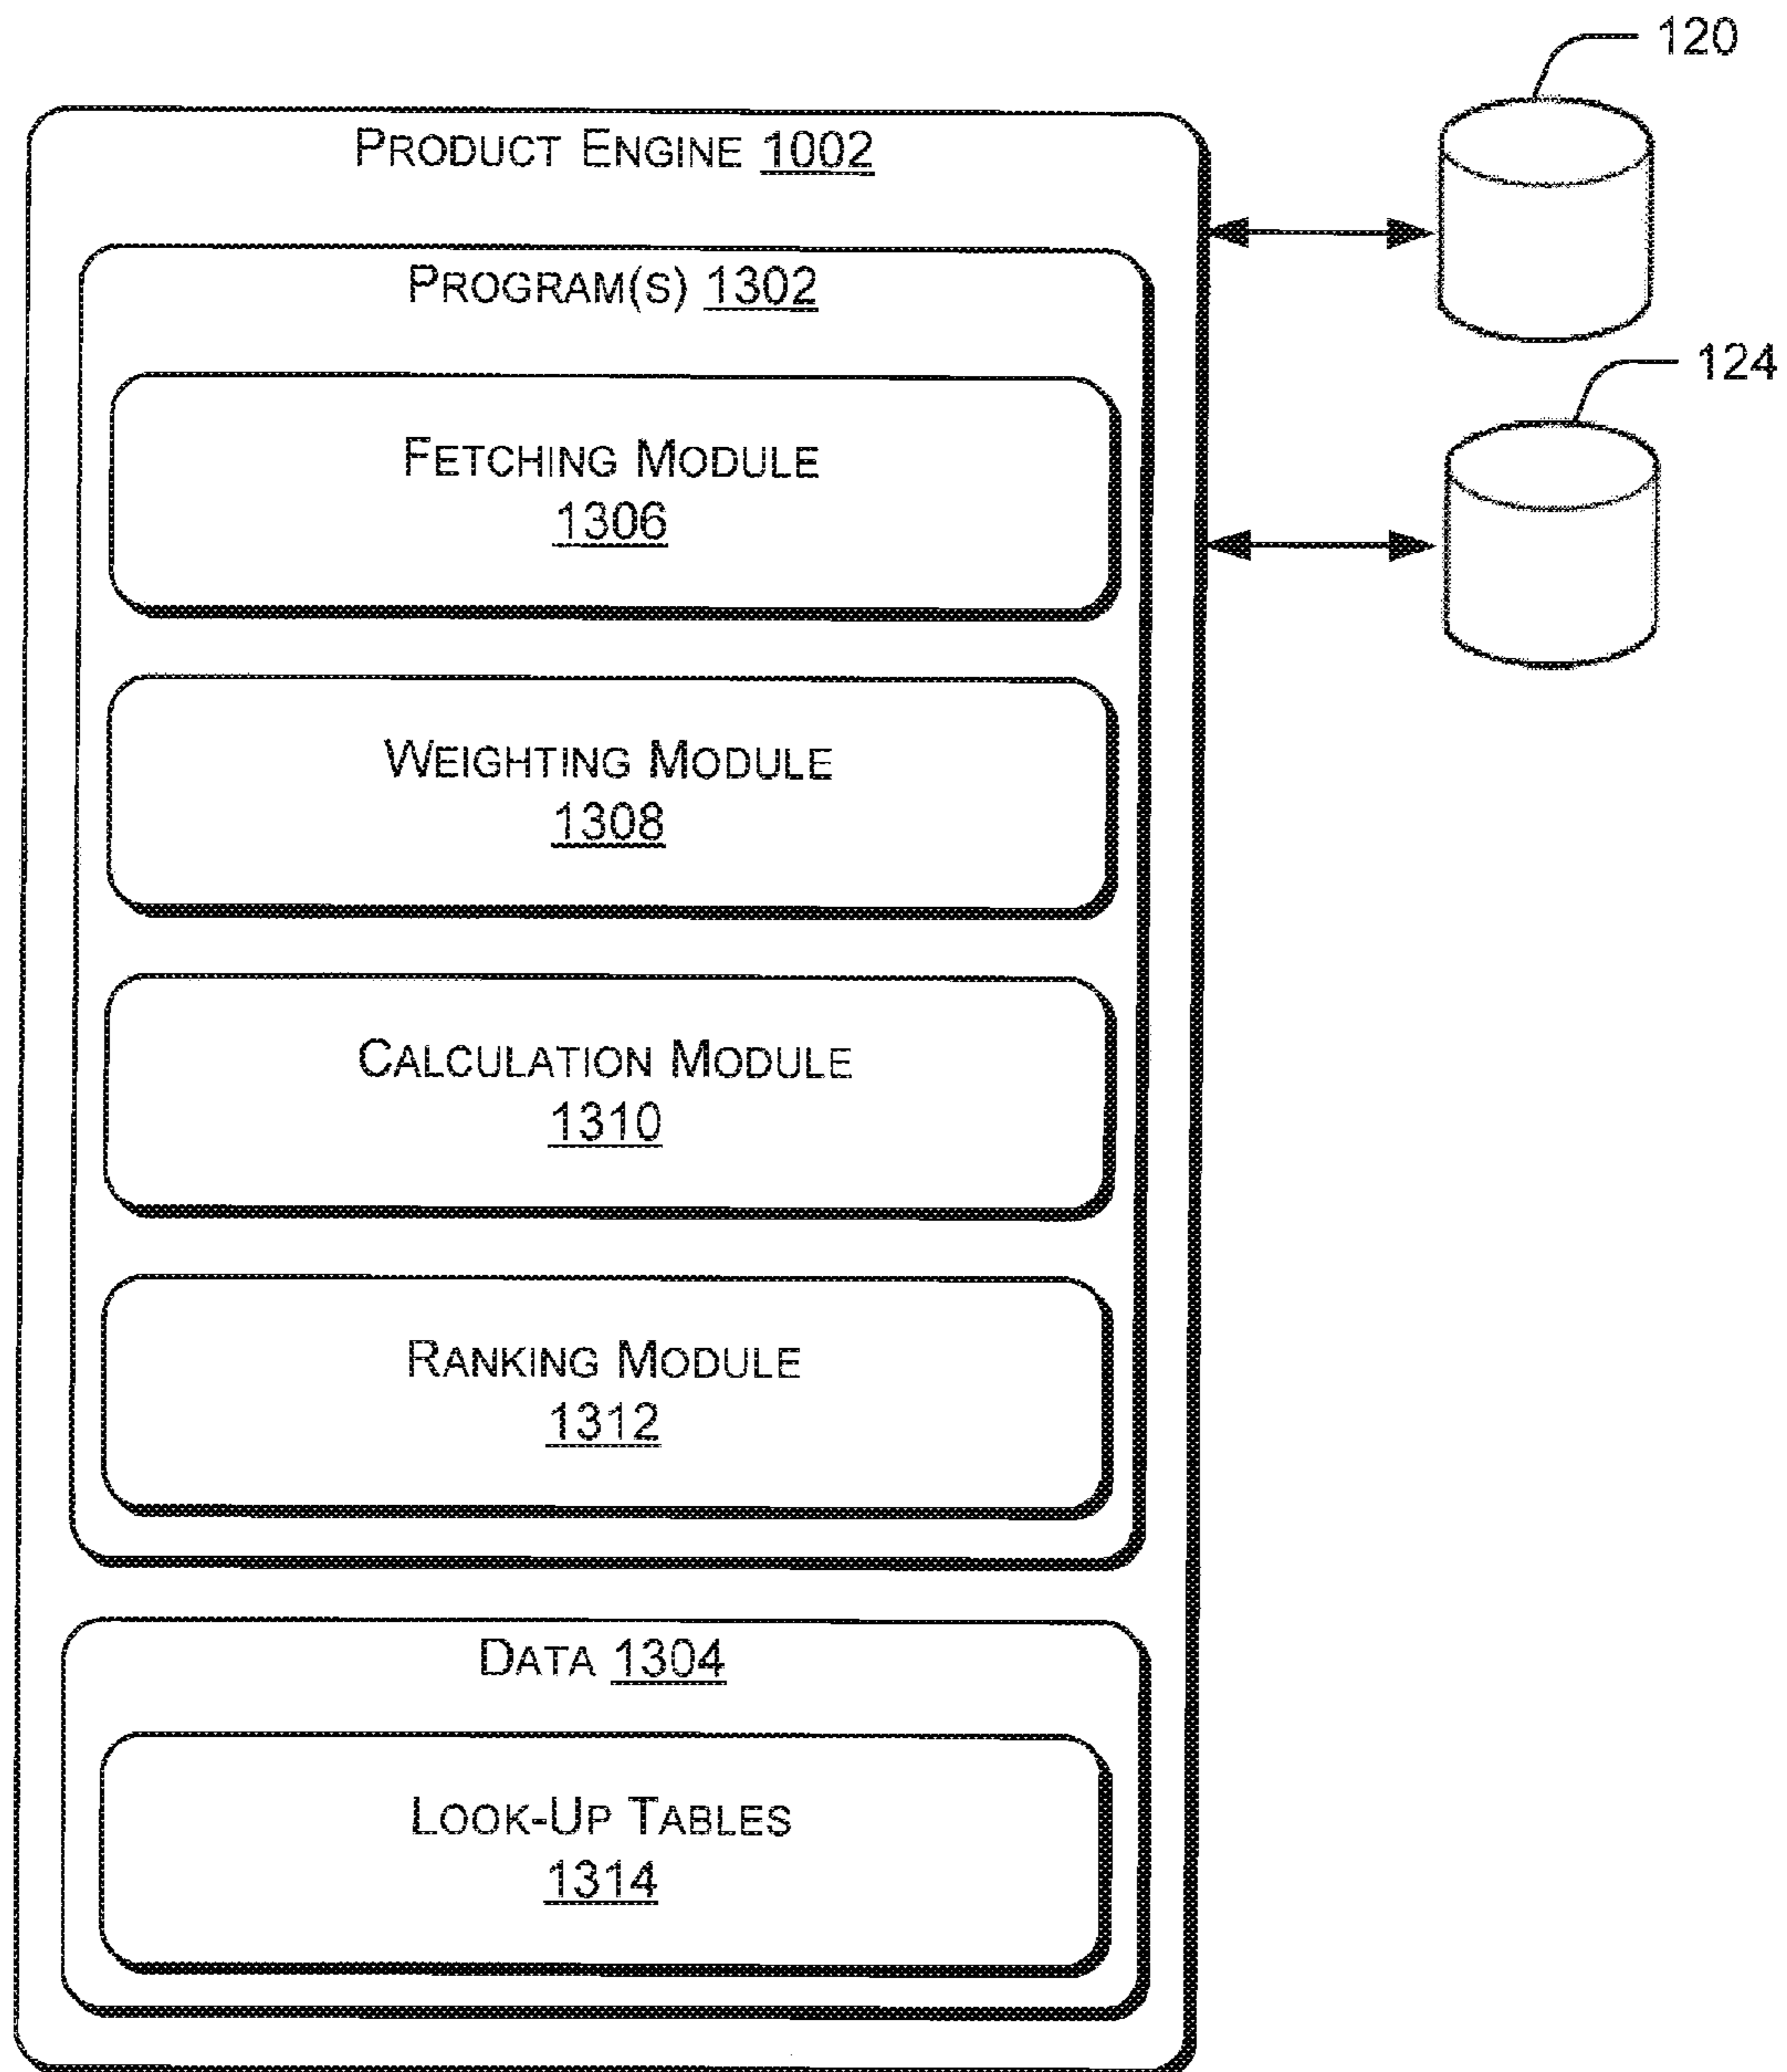 120
PRODUCT ENGINE 1002
PROGRAM(S) 1302
124
FETCHING MODULE
1306
WEIGHTING MODULE
1308
CALCULATION MODULE
1310
RANKING MODULE
1312
DATA 1304
LOOK-UP TABLES
1314